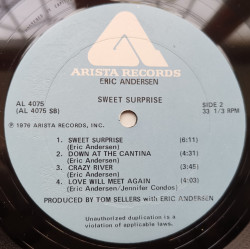 ARISTA RECORDS
ERIC ANDERSEN
SWEET SURPRISE
AL 4075
(AL 4075 SB)
SIDE 2
33 1/3 RPM
℗ 1976 ARISTA RECORDS, INC.
1. SWEET SURPRISE (6:11)
(Eric Andersen)
2. DOWN AT THE CANTINA (4:31)
(Eric Andersen)
3. CRAZY RIVER (3:45)
(Eric Andersen)
4. LOVE WILL MEET AGAIN (4:03)
(Eric Andersen/Jennifer Condos)
PRODUCED BY TOM SELLERS with ERIC ANDERSEN
Unauthorized duplication is a
violation of applicable laws.